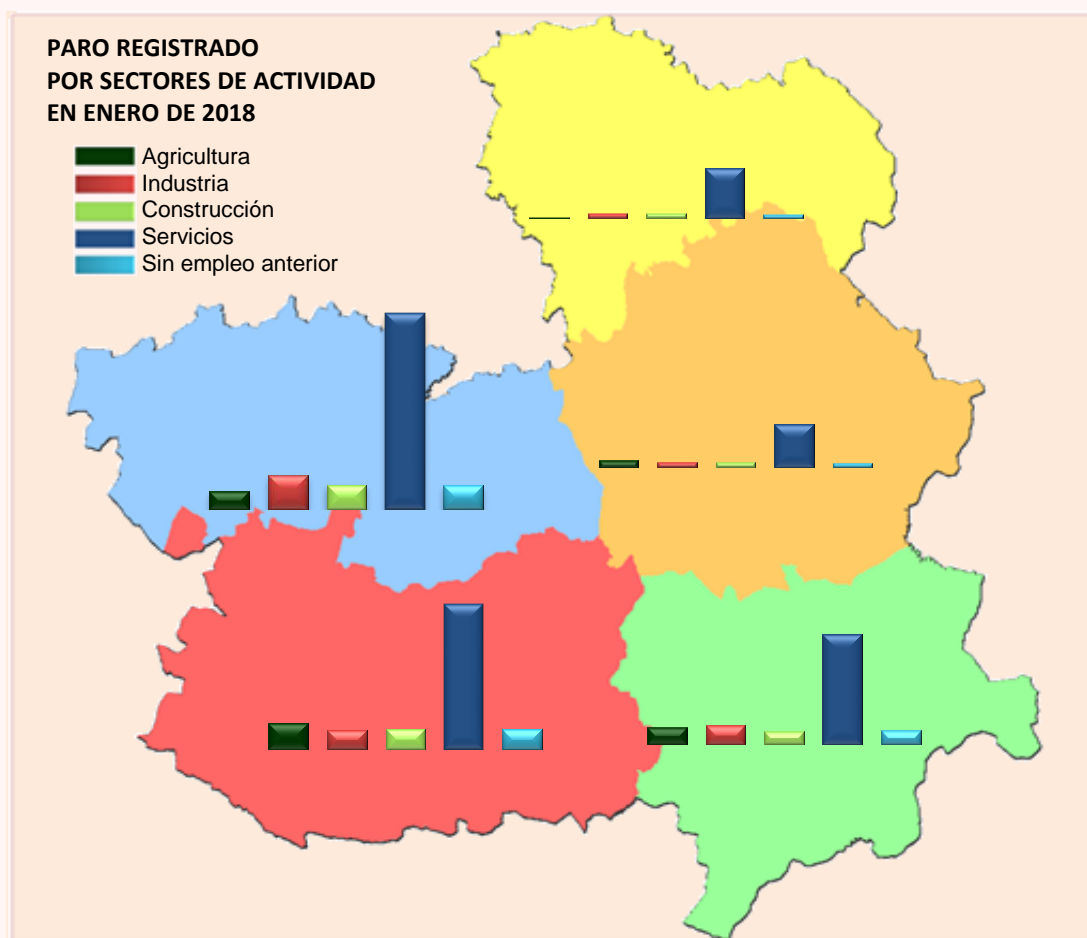 PARO REGISTRADO
POR SECTORES DE ACTIVIDAD
EN ENERO DE 2018
Agricultura
Industria
Construcción
Servicios
Sin empleo anterior